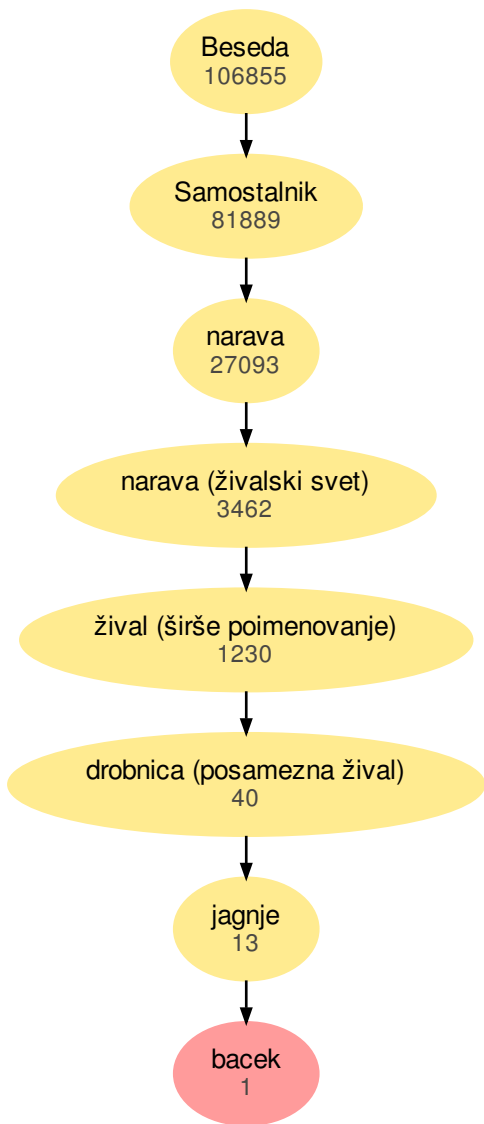 Beseda
106855
Samostalnik
81889
narava
27093
narava (živalski svet)
3462
žival (širše poimenovanje)
1230
drobnica (posamezna žival)
40
jagnje
13
bacek
1